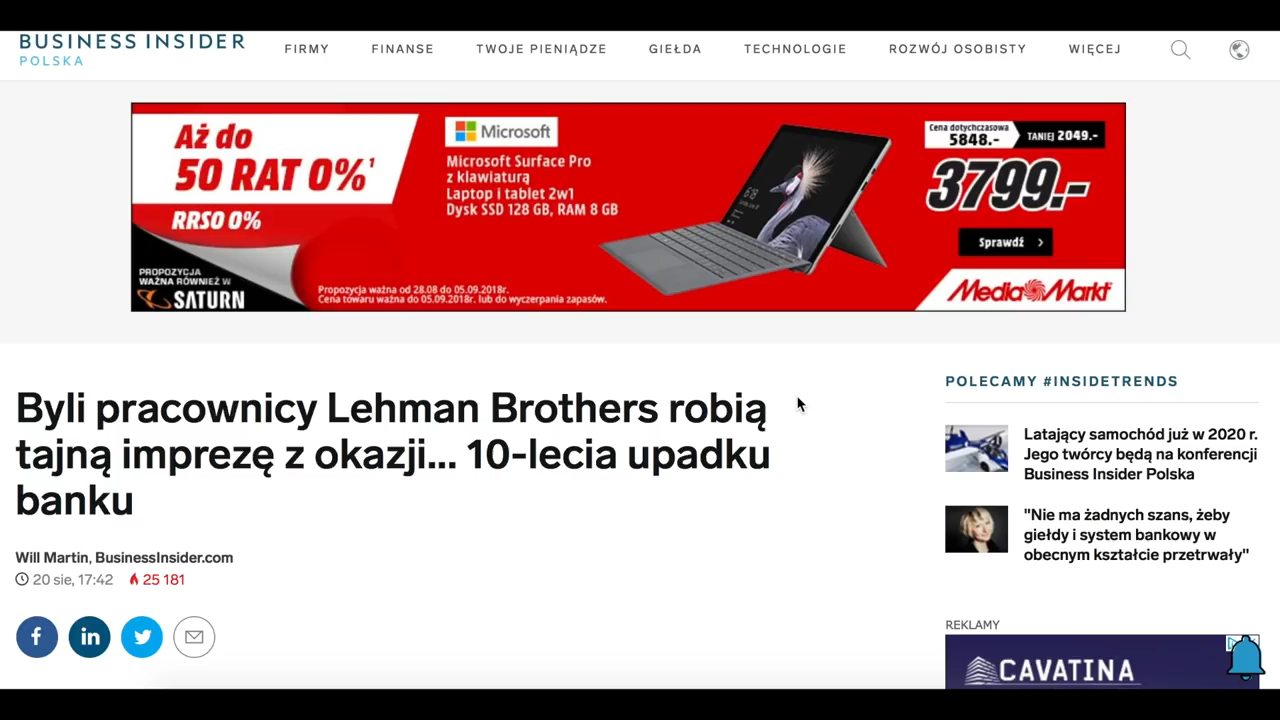 BUSINESS INSIDER
POLSKA
FIRMY
FINANSE
TWOJE PIENIĄDZE
GIEŁDA
TECHNOLOGIE
ROZWÓJ OSOBISTY
WIĘCEJ
Aż do
50 RAT 0%¹
RRSO 0%
PROPOZYCJA
WAŻNA RÓWNIEŻ W
SATURN
Microsoft
Microsoft Surface Pro
z klawiaturą
Laptop i tablet 2w1
Dysk SSD 128 GB, RAM 8 GB
Propozycja ważna od 28.08 do 05.09.2018r.
Cena towaru ważna do 05.09.2018r. lub do wyczerpania zapasów.
Cena dotychczasowa
5848.-
TANIEJ 2049.-
3799.-
Sprawdź
Media Markt
Byli pracownicy Lehman Brothers robią
tajną imprezę z okazji... 10-lecia upadku
banku
Will Martin, BusinessInsider.com
20 sie, 17:42 25 181
POLECAMY #INSIDETRENDS
Latający samochód już w 2020 r.
Jego twórcy będą na konferencji
Business Insider Polska
"Nie ma żadnych szans, żeby
giełdy i system bankowy w
obecnym kształcie przetrwały"
REKLAMY
CAVATINA